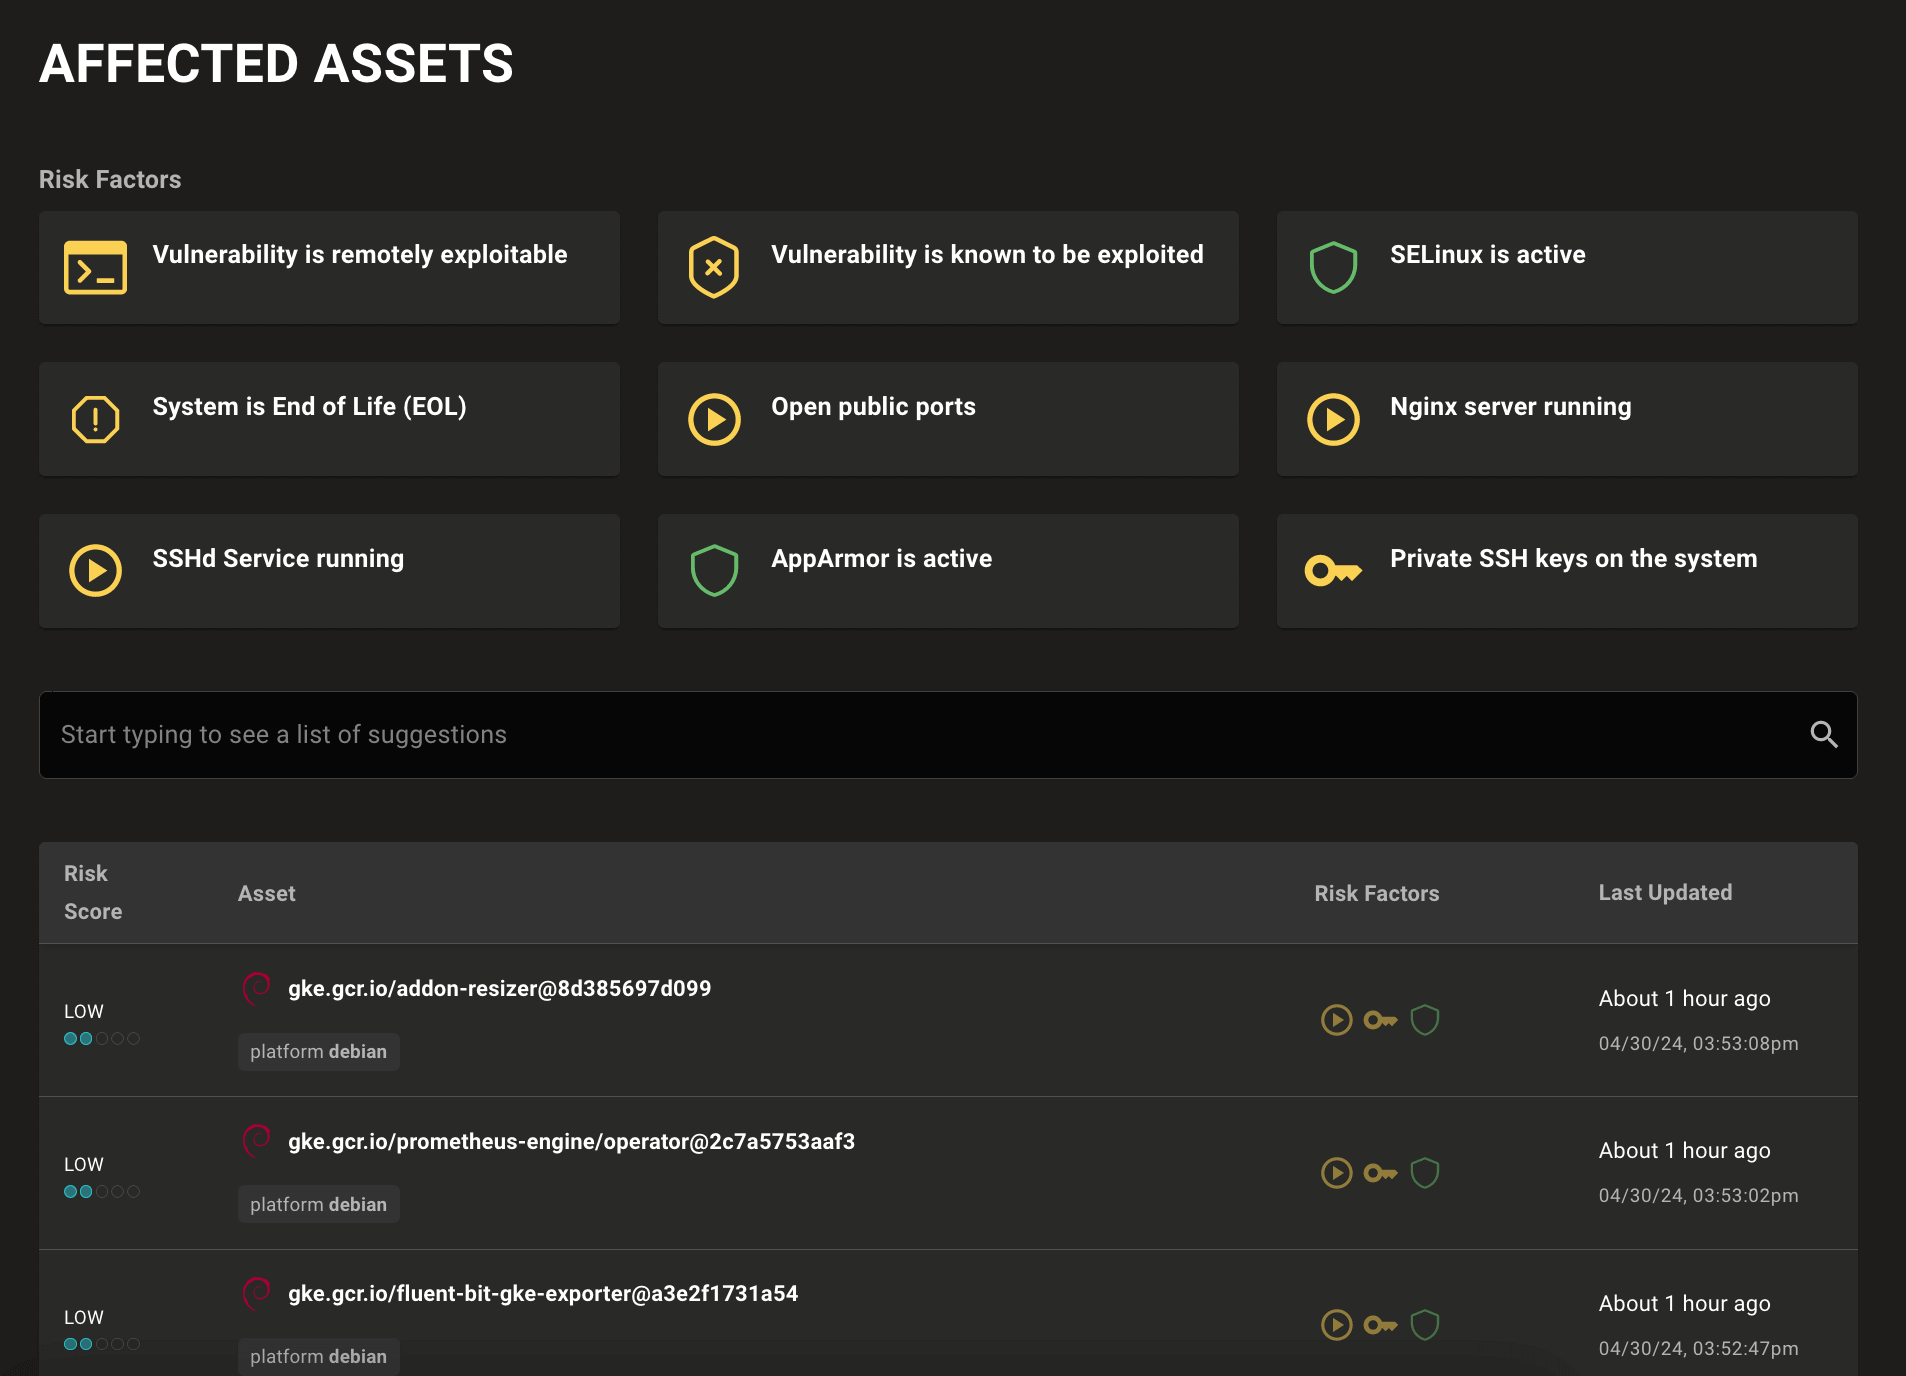 AFFECTED ASSETS
Risk Factors
Vulnerability is remotely exploitable
Vulnerability is known to be exploited
SELinux is active
System is End of Life (EOL)
Open public ports
Nginx server running
SSHd Service running
AppArmor is active
Private SSH keys on the system
Start typing to see a list of suggestions
Risk
Score
Asset
Risk Factors
Last Updated
LOW
gke.gcr.io/addon-resizer@8d385697d099
platform debian
About 1 hour ago
04/30/24, 03:53:08pm
LOW
gke.gcr.io/prometheus-engine/operator@2c7a5753aaf3
platform debian
About 1 hour ago
04/30/24, 03:53:02pm
LOW
gke.gcr.io/fluent-bit-gke-exporter@a3e2f1731a54
platform debian
About 1 hour ago
04/30/24, 03:52:47pm